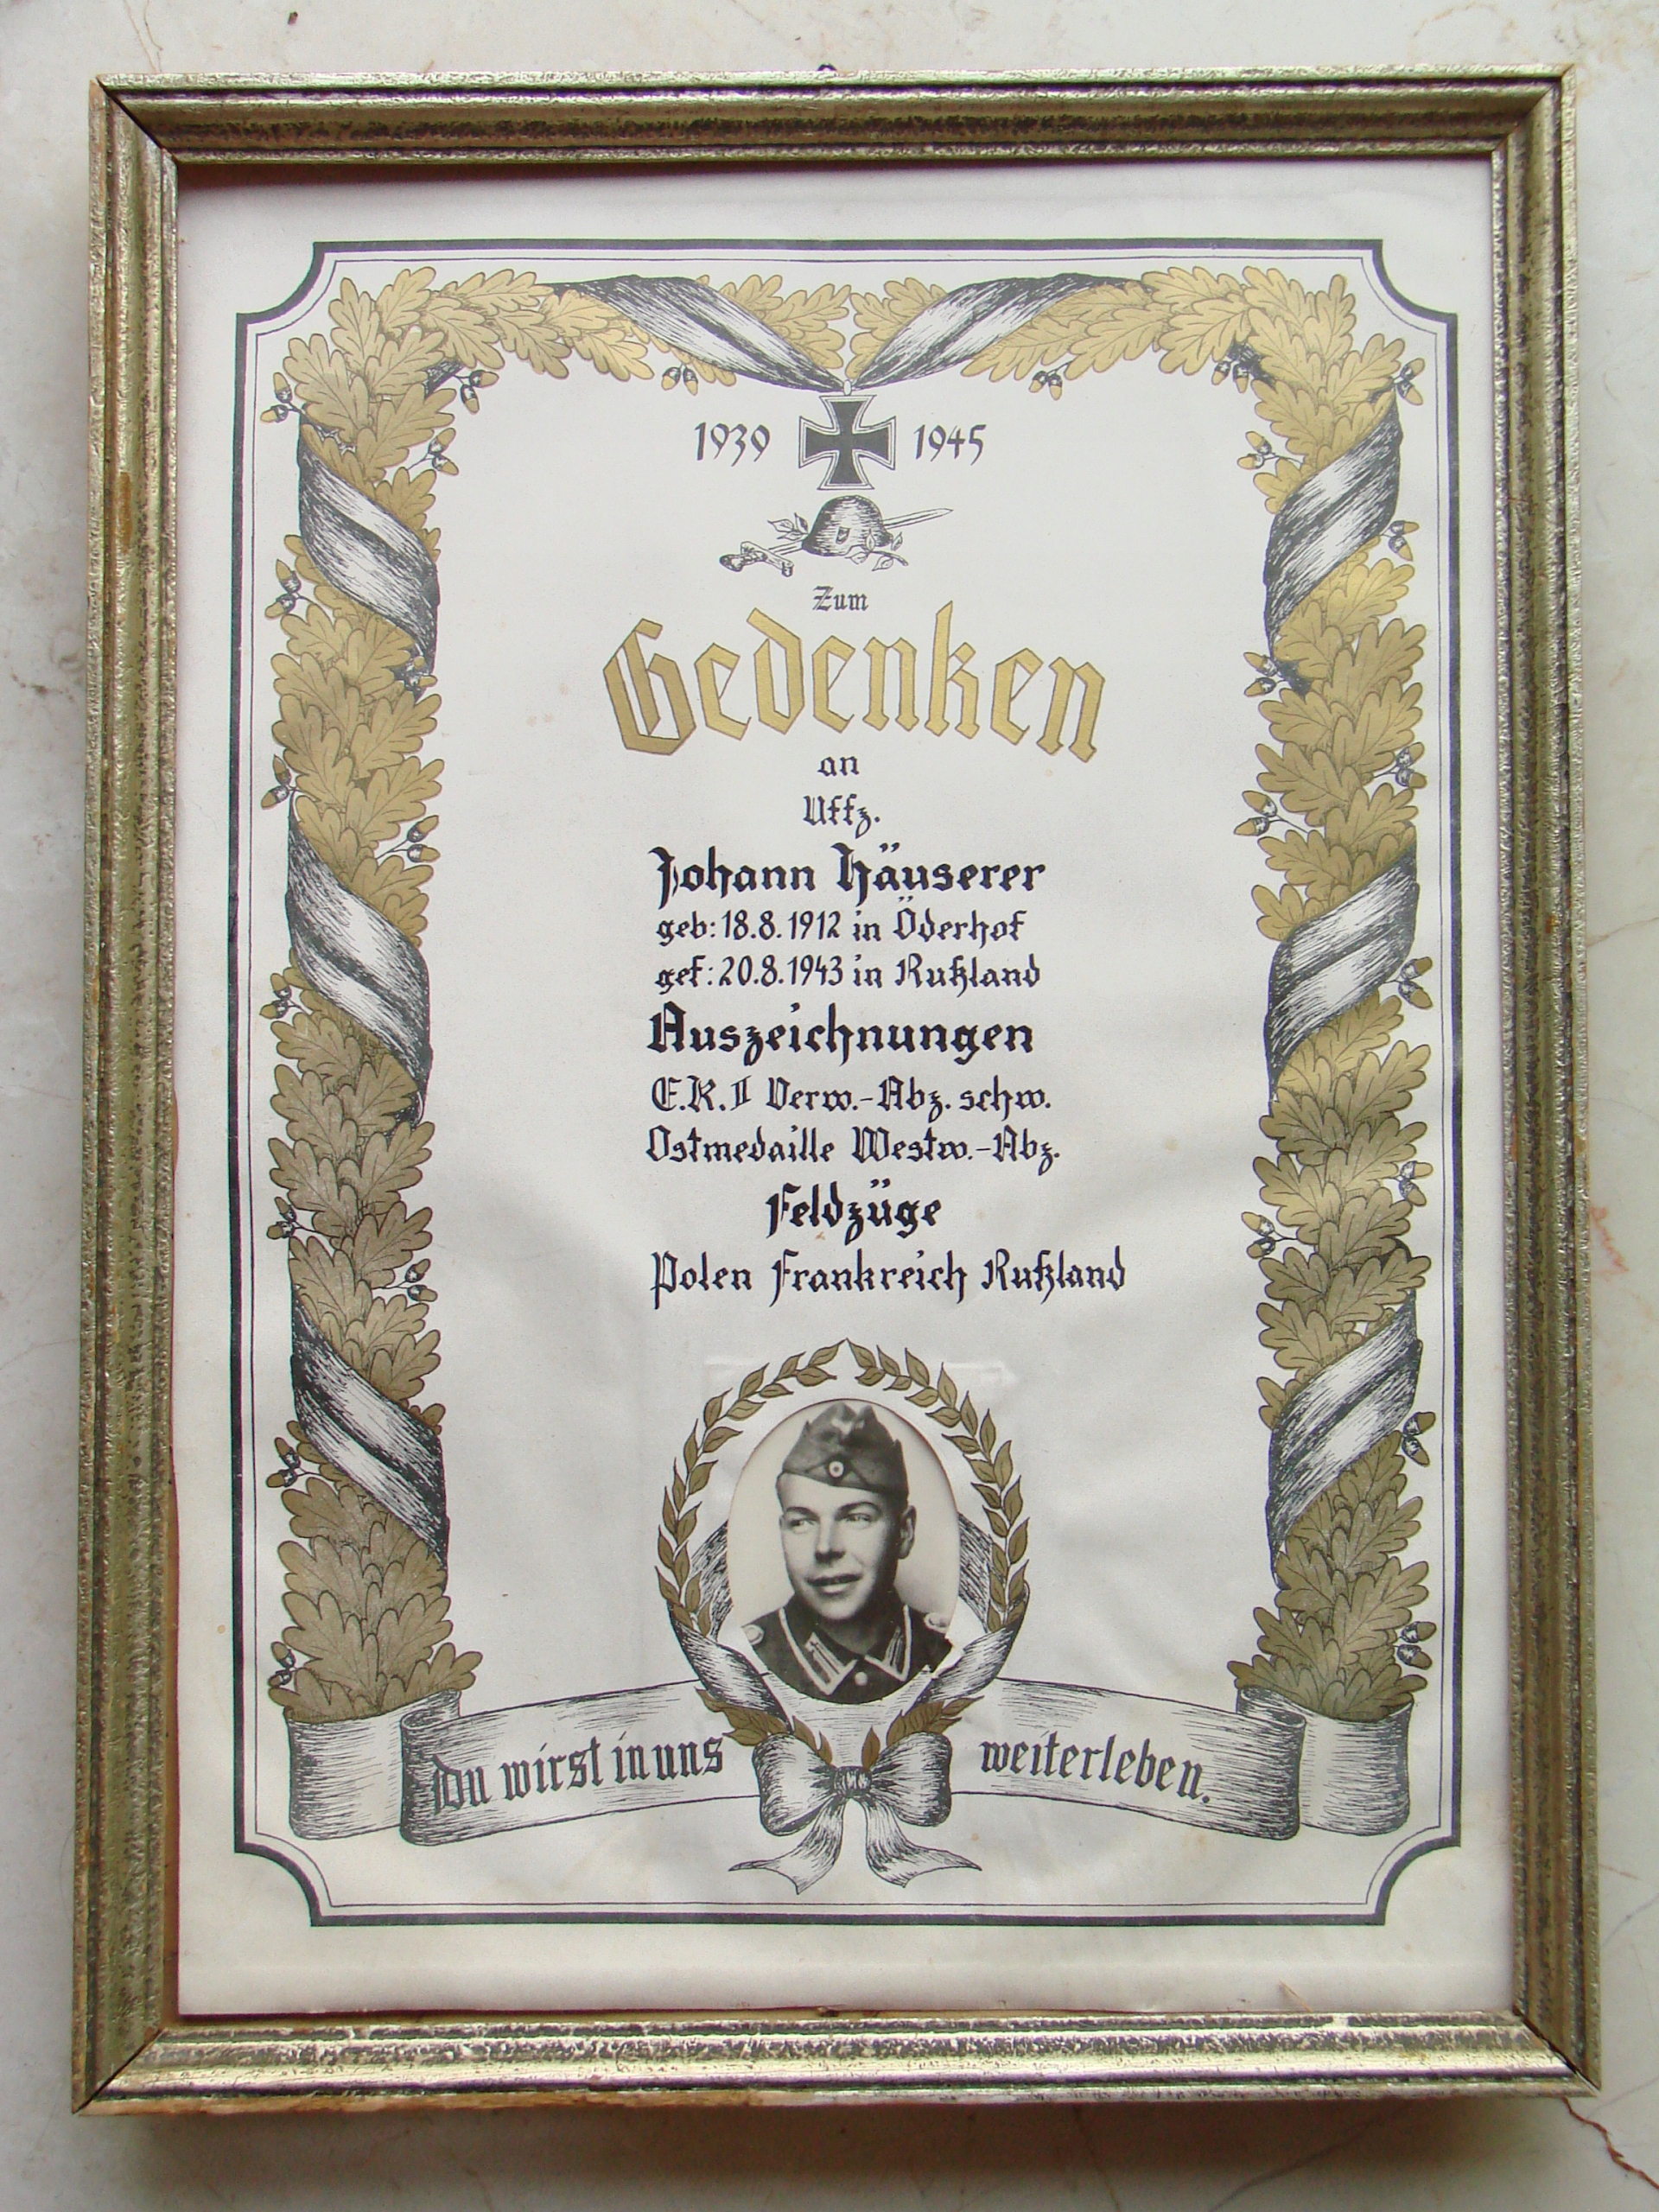 1939 1945
Zum
Gedenken
an
Uffz.
Johann Häuserer
geb: 18.8.1912 in Öderhof
gef: 20.8.1943 in Rußland
Auszeichnungen
E.K.II Verw.-Abz. schw.
Ostmedaille Westw.-Abz.
Feldzüge
Polen Frankreich Rußland
Du wirst in uns weiterleben.